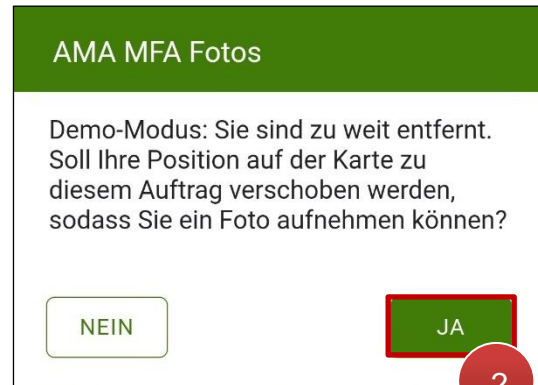 AMA MFA Fotos
Demo-Modus: Sie sind zu weit entfernt.
Soll Ihre Position auf der Karte zu
diesem Auftrag verschoben werden,
sodass Sie ein Foto aufnehmen können?
NEIN
JA
2